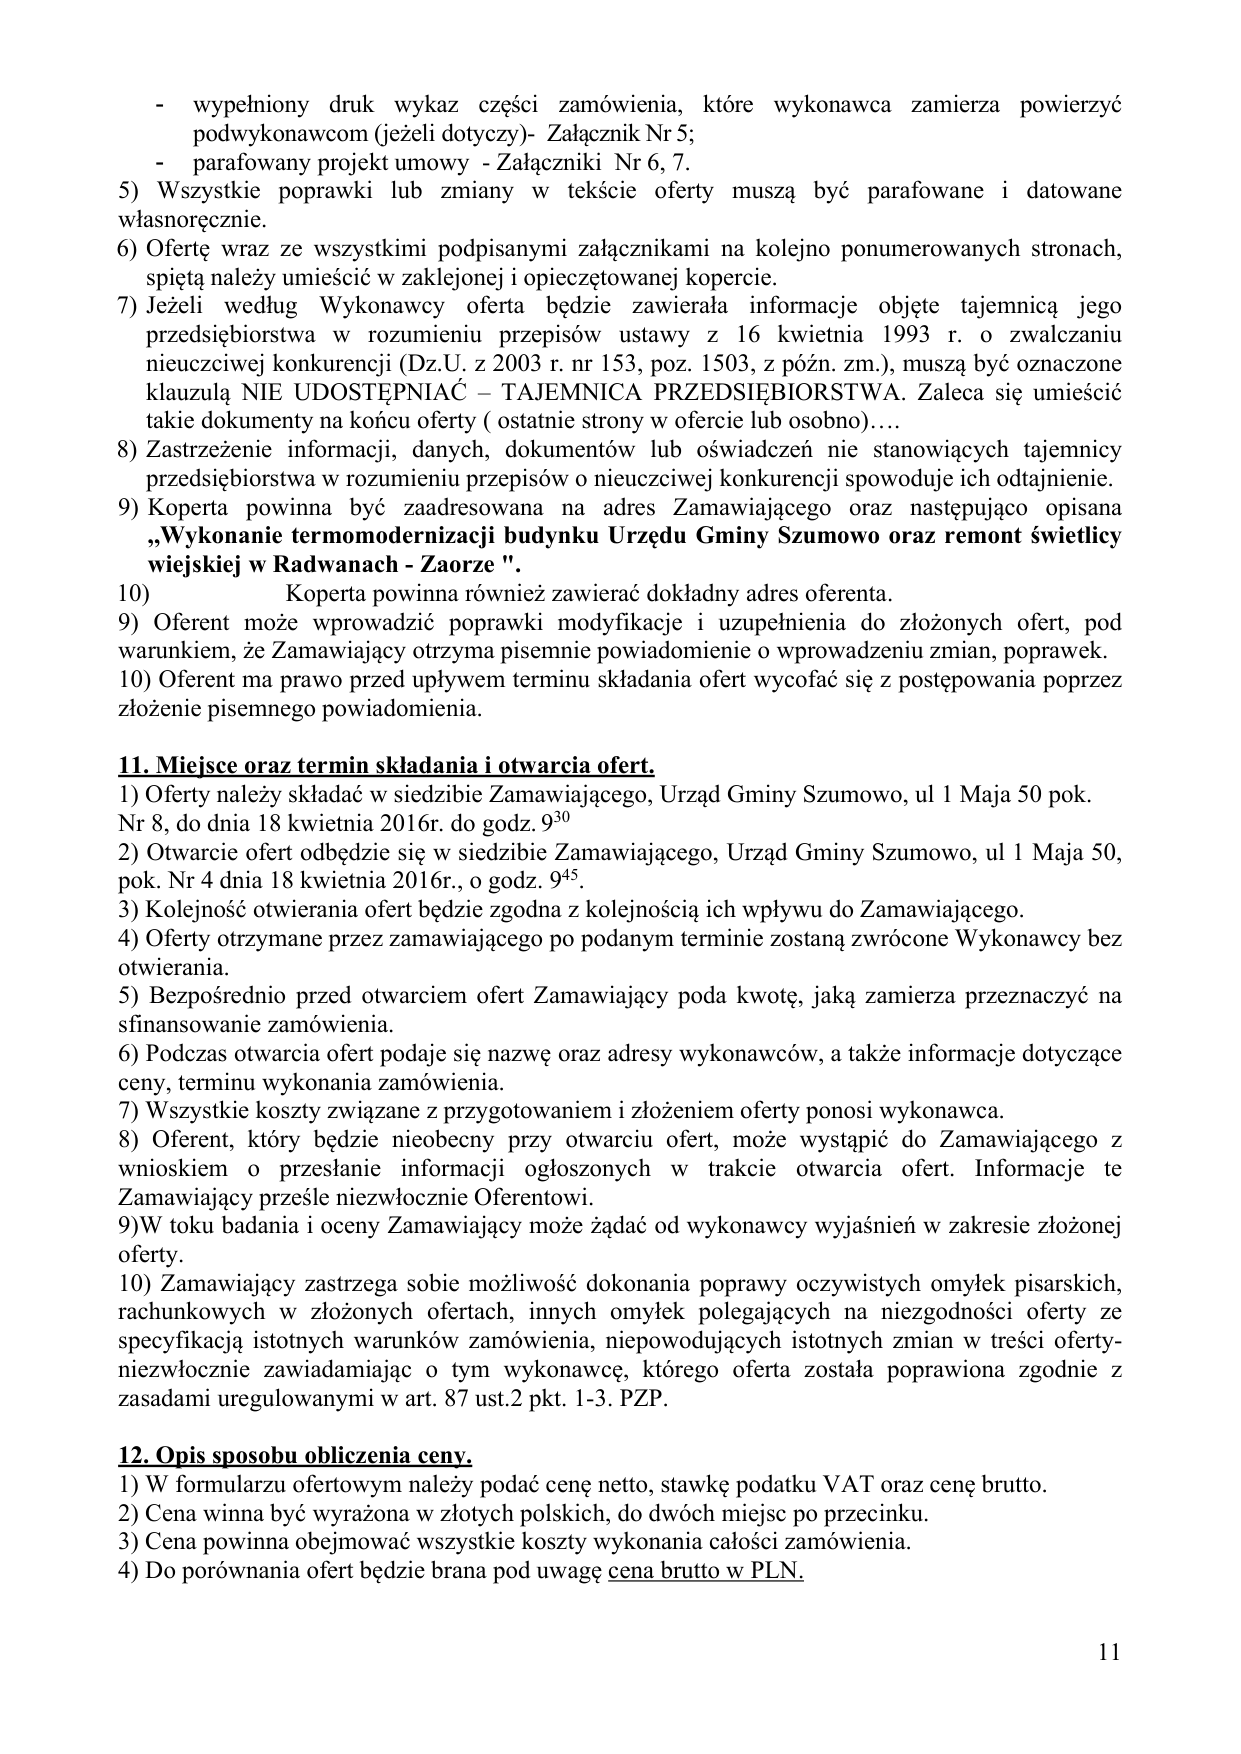 - wypełniony druk wykaz części zamówienia, które wykonawca zamierza powierzyć
podwykonawcom (jeżeli dotyczy)- Załącznik Nr 5;
- parafowany projekt umowy - Załączniki Nr 6, 7.
5) Wszystkie poprawki lub zmiany w tekście oferty muszą być parafowane i datowane
własnoręcznie.
6) Ofertę wraz ze wszystkimi podpisanymi załącznikami na kolejno ponumerowanych stronach,
spiętą należy umieścić w zaklejonej i opieczętowanej kopercie.
7) Jeżeli według Wykonawcy oferta będzie zawierała informacje objęte tajemnicą jego
przedsiębiorstwa w rozumieniu przepisów ustawy z 16 kwietnia 1993 r. o zwalczaniu
nieuczciwej konkurencji (Dz.U. z 2003 r. nr 153, poz. 1503, z późn. zm.), muszą być oznaczone
klauzulą NIE UDOSTĘPNIAĆ – TAJEMNICA PRZEDSIĘBIORSTWA. Zaleca się umieścić
takie dokumenty na końcu oferty ( ostatnie strony w ofercie lub osobno)….
8) Zastrzeżenie informacji, danych, dokumentów lub oświadczeń nie stanowiących tajemnicy
przedsiębiorstwa w rozumieniu przepisów o nieuczciwej konkurencji spowoduje ich odtajnienie.
9) Koperta powinna być zaadresowana na adres Zamawiającego oraz następująco opisana
„Wykonanie termomodernizacji budynku Urzędu Gminy Szumowo oraz remont świetlicy
wiejskiej w Radwanach - Zaorze ".
10) Koperta powinna również zawierać dokładny adres oferenta.
9) Oferent może wprowadzić poprawki modyfikacje i uzupełnienia do złożonych ofert, pod
warunkiem, że Zamawiający otrzyma pisemnie powiadomienie o wprowadzeniu zmian, poprawek.
10) Oferent ma prawo przed upływem terminu składania ofert wycofać się z postępowania poprzez
złożenie pisemnego powiadomienia.
11. Miejsce oraz termin składania i otwarcia ofert.
1) Oferty należy składać w siedzibie Zamawiającego, Urząd Gminy Szumowo, ul 1 Maja 50 pok.
Nr 8, do dnia 18 kwietnia 2016r. do godz. 9³⁰
2) Otwarcie ofert odbędzie się w siedzibie Zamawiającego, Urząd Gminy Szumowo, ul 1 Maja 50,
pok. Nr 4 dnia 18 kwietnia 2016r., o godz. 9⁴⁵.
3) Kolejność otwierania ofert będzie zgodna z kolejnością ich wpływu do Zamawiającego.
4) Oferty otrzymane przez zamawiającego po podanym terminie zostaną zwrócone Wykonawcy bez
otwierania.
5) Bezpośrednio przed otwarciem ofert Zamawiający poda kwotę, jaką zamierza przeznaczyć na
sfinansowanie zamówienia.
6) Podczas otwarcia ofert podaje się nazwę oraz adresy wykonawców, a także informacje dotyczące
ceny, terminu wykonania zamówienia.
7) Wszystkie koszty związane z przygotowaniem i złożeniem oferty ponosi wykonawca.
8) Oferent, który będzie nieobecny przy otwarciu ofert, może wystąpić do Zamawiającego z
wnioskiem o przesłanie informacji ogłoszonych w trakcie otwarcia ofert. Informacje te
Zamawiający prześle niezwłocznie Oferentowi.
9)W toku badania i oceny Zamawiający może żądać od wykonawcy wyjaśnień w zakresie złożonej
oferty.
10) Zamawiający zastrzega sobie możliwość dokonania poprawy oczywistych omyłek pisarskich,
rachunkowych w złożonych ofertach, innych omyłek polegających na niezgodności oferty ze
specyfikacją istotnych warunków zamówienia, niepowodujących istotnych zmian w treści oferty-
niezwłocznie zawiadamiając o tym wykonawcę, którego oferta została poprawiona zgodnie z
zasadami uregulowanymi w art. 87 ust.2 pkt. 1-3. PZP.
12. Opis sposobu obliczenia ceny.
1) W formularzu ofertowym należy podać cenę netto, stawkę podatku VAT oraz cenę brutto.
2) Cena winna być wyrażona w złotych polskich, do dwóch miejsc po przecinku.
3) Cena powinna obejmować wszystkie koszty wykonania całości zamówienia.
4) Do porównania ofert będzie brana pod uwagę cena brutto w PLN.
11